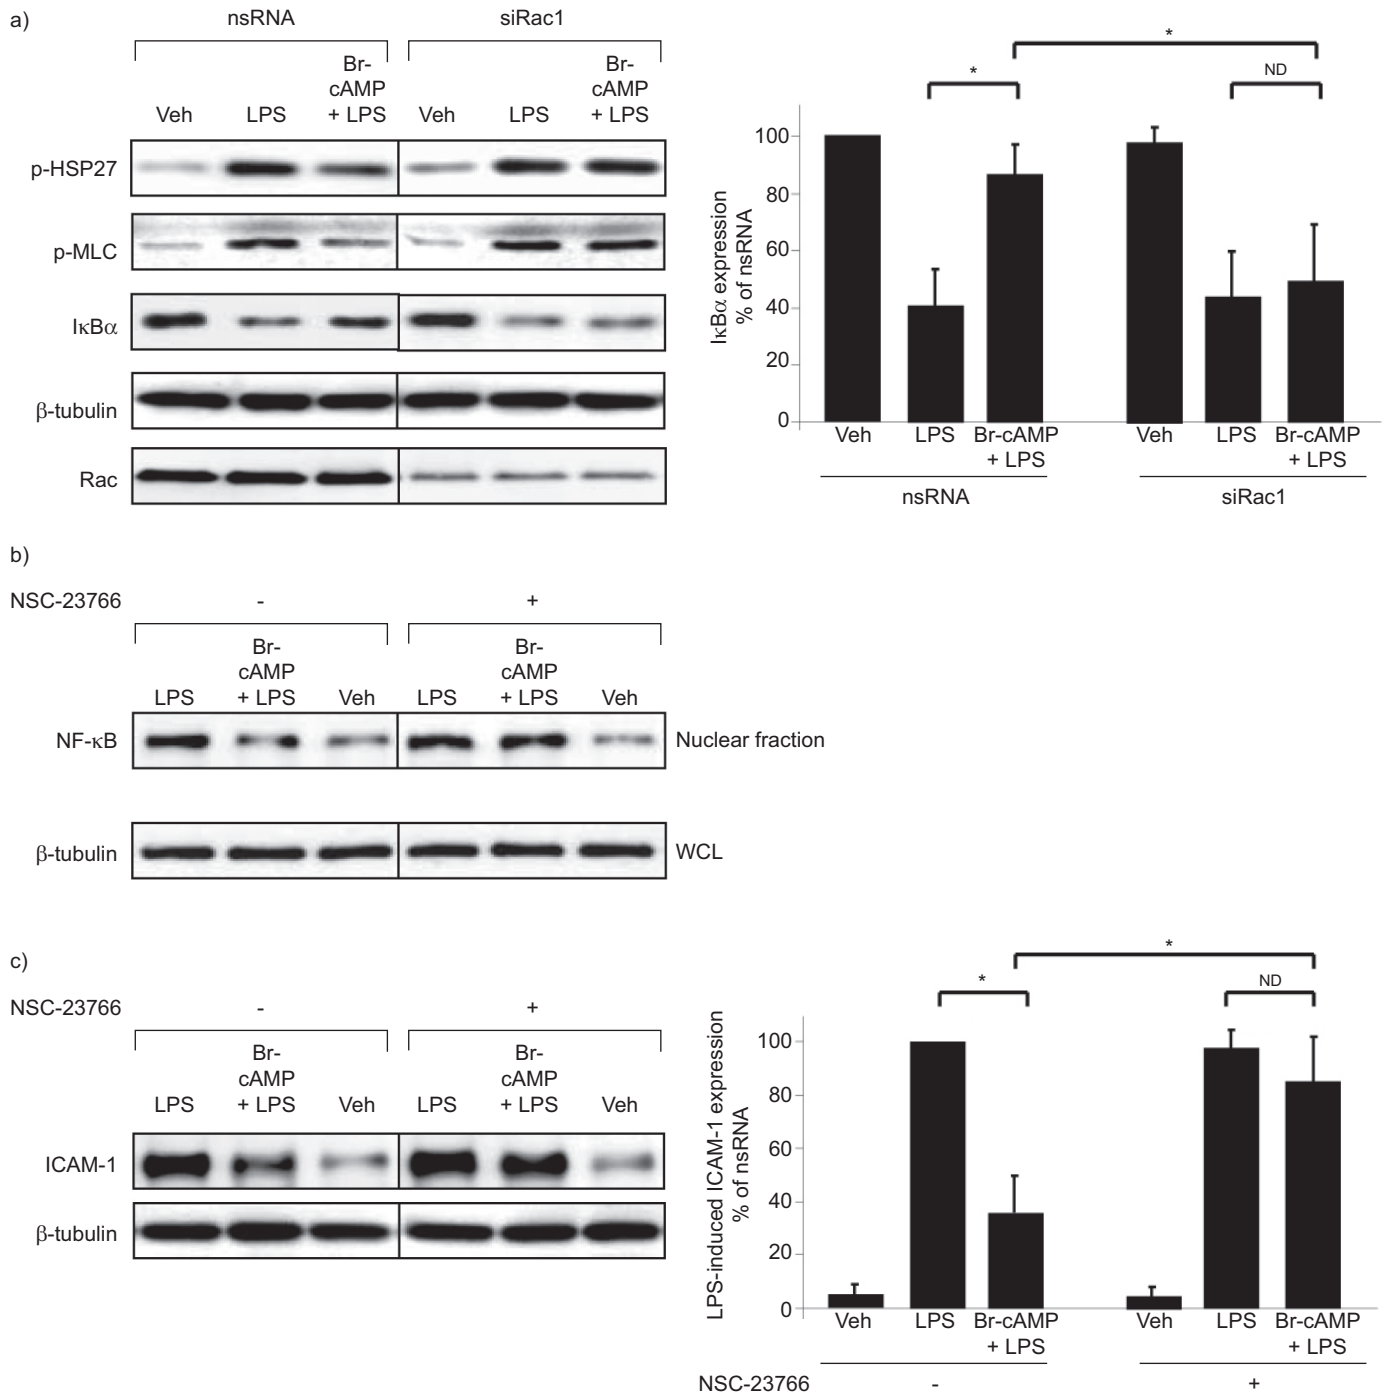 a)
nsRNA
siRac1
Veh
LPS
Br-
cAMP
+ LPS
Veh
LPS
Br-
cAMP
+ LPS
p-HSP27
p-MLC
IκBα
β-tubulin
Rac
*
*
ND
IκBα expression
% of nsRNA
100
80
60
40
20
0
Veh
LPS
Br-cAMP
+ LPS
Veh
LPS
Br-cAMP
+ LPS
nsRNA
siRac1
b)
NSC-23766
-
+
LPS
Br-
cAMP
+ LPS
Veh
LPS
Br-
cAMP
+ LPS
Veh
NF-κB
Nuclear fraction
β-tubulin
WCL
c)
NSC-23766
-
+
LPS
Br-
cAMP
+ LPS
Veh
LPS
Br-
cAMP
+ LPS
Veh
ICAM-1
β-tubulin
*
*
ND
LPS-induced ICAM-1 expression
% of nsRNA
100
80
60
40
20
0
Veh
LPS
Br-cAMP
+ LPS
Veh
LPS
Br-cAMP
+ LPS
NSC-23766
-
+